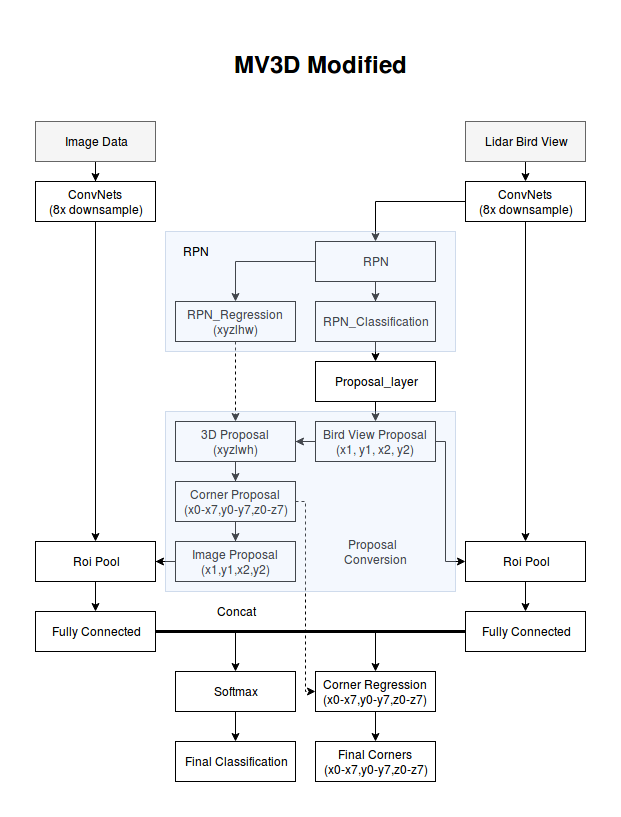 MV3D Modified
Image Data
Lidar Bird View
ConvNets
(8x downsample)
ConvNets
(8x downsample)
RPN
RPN
RPN_Regression
(xyzlhw)
RPN_Classification
Proposal_layer
3D Proposal
(xyzlwh)
Bird View Proposal
(x1, y1, x2, y2)
Corner Proposal
(x0-x7,y0-y7,z0-z7)
Image Proposal
(x1,y1,x2,y2)
Proposal
Conversion
Roi Pool
Roi Pool
Concat
Fully Connected
Fully Connected
Softmax
Corner Regression
(x0-x7,y0-y7,z0-z7)
Final Classification
Final Corners
(x0-x7,y0-y7,z0-z7)